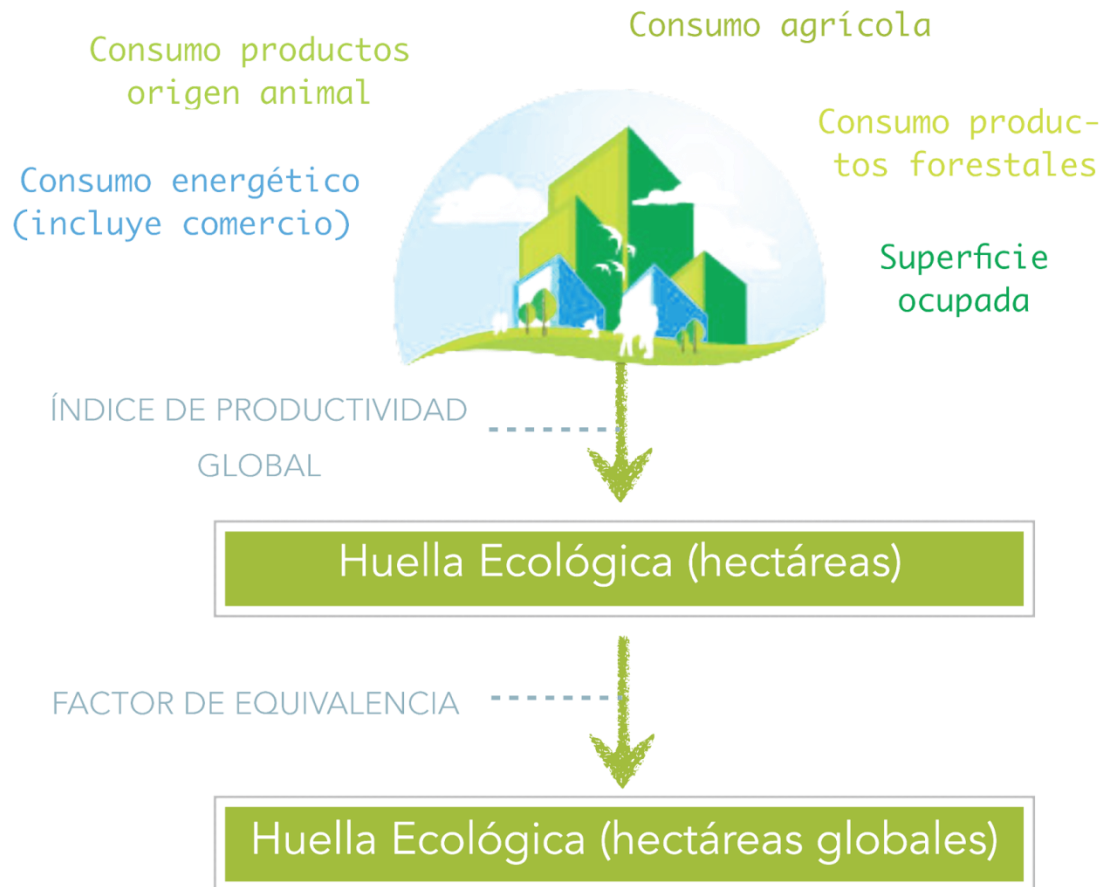 Consumo agrícola
Consumo productos
origen animal
Consumo produc-
tos forestales
Consumo energético
(incluye comercio)
Superficie
ocupada
ÍNDICE DE PRODUCTIVIDAD
GLOBAL
Huella Ecológica (hectáreas)
FACTOR DE EQUIVALENCIA
Huella Ecológica (hectáreas globales)